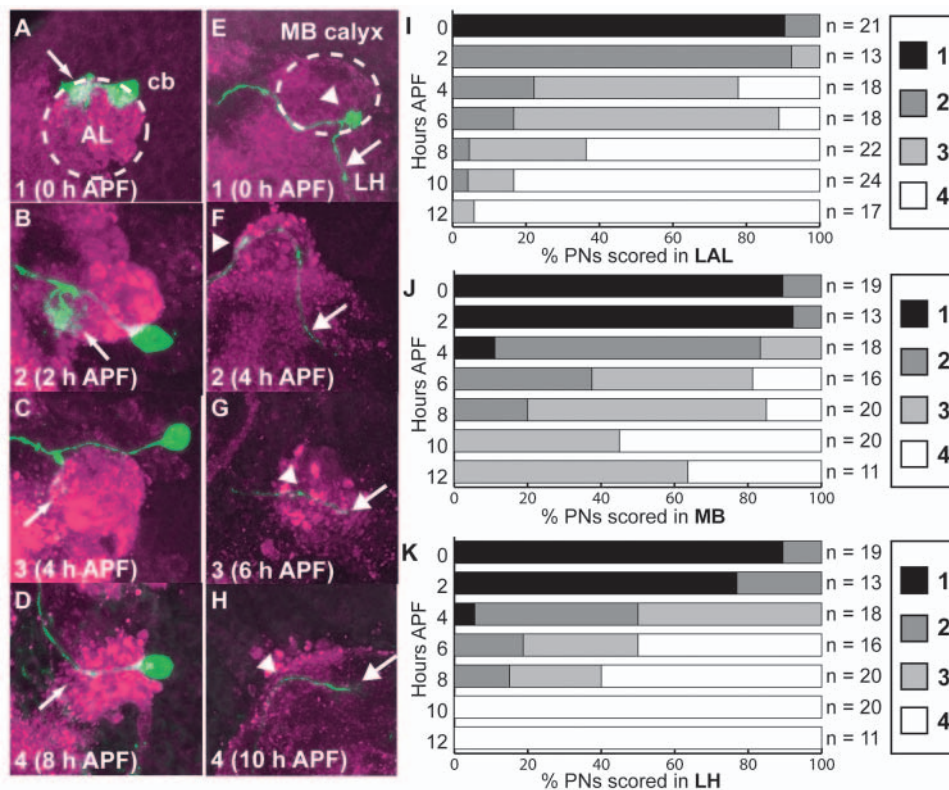 A
cb
AL
1 (0 h APF)
E
MB calyx
LH
1 (0 h APF)
B
2 (2 h APF)
F
2 (4 h APF)
C
3 (4 h APF)
G
3 (6 h APF)
D
4 (8 h APF)
H
4 (10 h APF)
I
Hours APF
0 n = 21
2 n = 13
4 n = 18
6 n = 18
8 n = 22
10 n = 24
12 n = 17
0 20 40 60 80 100
% PNs scored in LAL
1
2
3
4
J
Hours APF
0 n = 19
2 n = 13
4 n = 18
6 n = 16
8 n = 20
10 n = 20
12 n = 11
0 20 40 60 80 100
% PNs scored in MB
1
2
3
4
K
Hours APF
0 n = 19
2 n = 13
4 n = 18
6 n = 16
8 n = 20
10 n = 20
12 n = 11
0 20 40 60 80 100
% PNs scored in LH
1
2
3
4